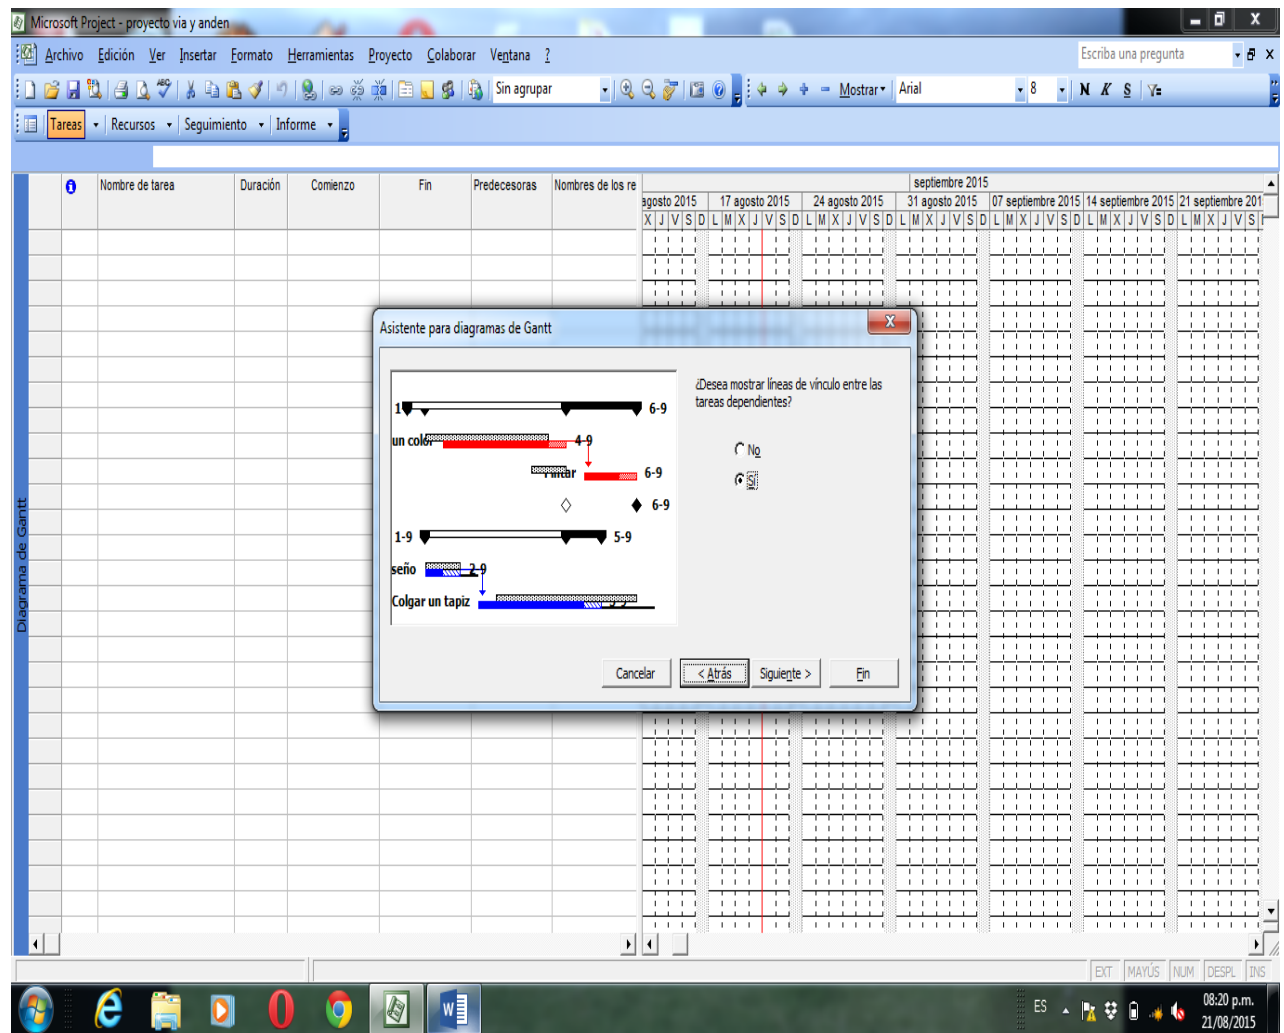 Microsoft Project - proyecto via y anden
Archivo Edición Ver Insertar Formato Herramientas Proyecto Colaborar Ventana ? Escriba una pregunta
Sin agrupar Mostrar Arial 8 N K S
Tareas Recursos Seguimiento Informe
Nombre de tarea Duración Comienzo Fin Predecesoras Nombres de los re
septiembre 2015
agosto 2015 17 agosto 2015 24 agosto 2015 31 agosto 2015 07 septiembre 2015 14 septiembre 2015 21 septiembre 201
X J V S D L M X J V S D L M X J V S D L M X J V S D L M X J V S D L M X J V S D L M X J V S
Diagrama de Gantt
Asistente para diagramas de Gantt
¿Desea mostrar líneas de vínculo entre las
tareas dependientes?
No
Sí
1 6-9
un color 4-9
Pintar 6-9
6-9
1-9 5-9
seño 2-9
Colgar un tapiz
Cancelar < Atrás Siguiente > Fin
EXT MAYÚS NUM DESPL INS
ES 08:20 p.m.
21/08/2015